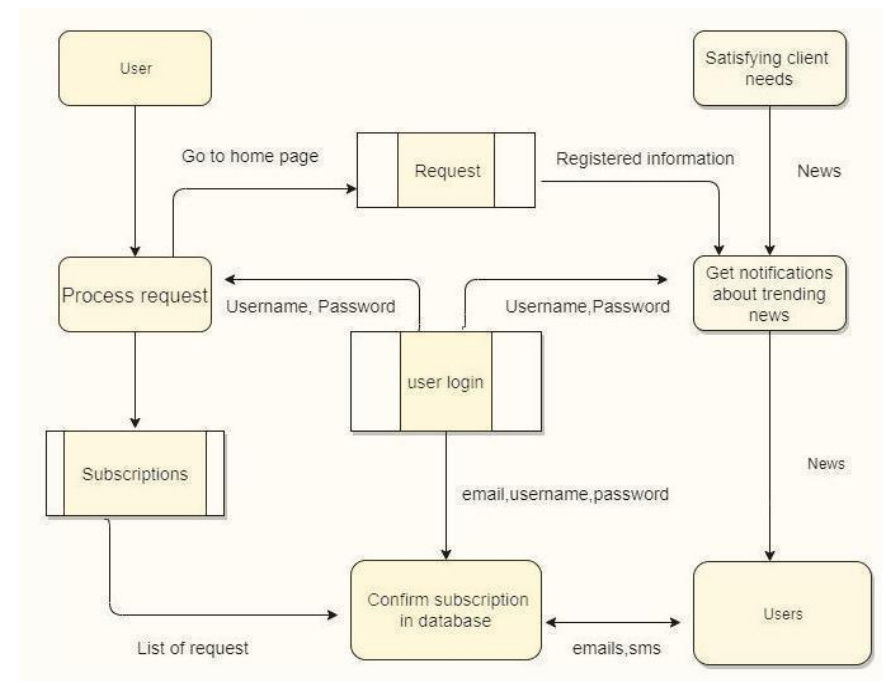 User
Satisfying client
needs
Go to home page
Request
Registered information
News
Process request
Get notifications
about trending
news
Username, Password
Username,Password
user login
Subscriptions
News
email,username,password
Confirm subscription
in database
Users
List of request
emails,sms